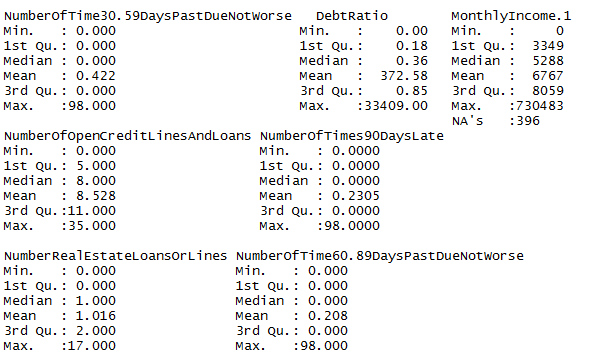 NumberOfTime30.59DaysPastDueNotWorse   DebtRatio        MonthlyIncome.1
Min.   : 0.000                       Min.   :    0.00   Min.   :     0
1st Qu.: 0.000                       1st Qu.:    0.18   1st Qu.:  3349
Median : 0.000                       Median :    0.36   Median :  5288
Mean   : 0.422                       Mean   :  372.58   Mean   :  6767
3rd Qu.: 0.000                       3rd Qu.:    0.85   3rd Qu.:  8059
Max.   :98.000                       Max.   :33409.00   Max.   :730483
NA's   :396
NumberOfOpenCreditLinesAndLoans NumberOfTimes90DaysLate
Min.   : 0.000                  Min.   : 0.0000
1st Qu.: 5.000                  1st Qu.: 0.0000
Median : 8.000                  Median : 0.0000
Mean   : 8.528                  Mean   : 0.2305
3rd Qu.:11.000                  3rd Qu.: 0.0000
Max.   :35.000                  Max.   :98.0000
NumberRealEstateLoansOrLines NumberOfTime60.89DaysPastDueNotWorse
Min.   : 0.000               Min.   : 0.000
1st Qu.: 0.000               1st Qu.: 0.000
Median : 1.000               Median : 0.000
Mean   : 1.016               Mean   : 0.208
3rd Qu.: 2.000               3rd Qu.: 0.000
Max.   :17.000               Max.   :98.000